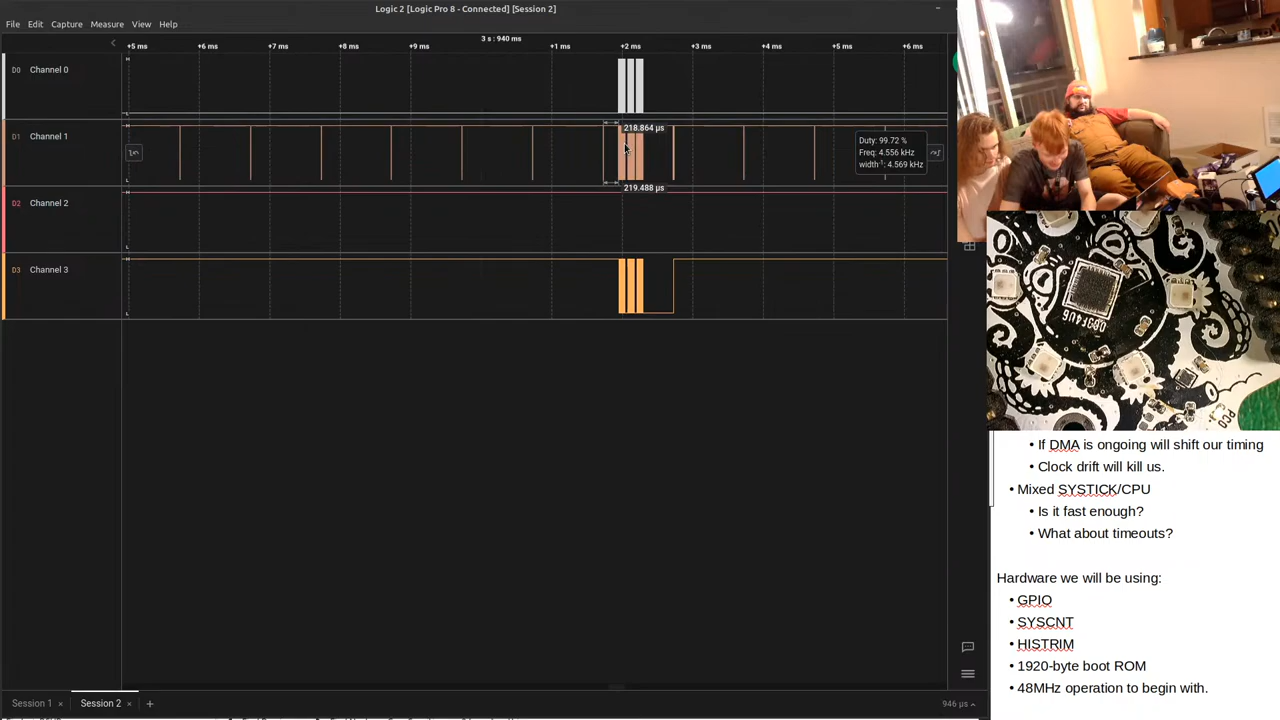 Logic 2 [Logic Pro 8 - Connected] [Session 2]
File Edit Capture Measure View Help
3 s : 940 ms
+5 ms +6 ms +7 ms +8 ms +9 ms +1 ms +2 ms +3 ms +4 ms +5 ms +6 ms
D0 Channel 0
H
L
D1 Channel 1
H
L
218.864 µs
219.488 µs
Duty: 99.72 %
Freq: 4.556 kHz
width⁻¹: 4.569 kHz
D2 Channel 2
H
L
D3 Channel 3
H
L
• If DMA is ongoing will shift our timing
• Clock drift will kill us.
• Mixed SYSTICK/CPU
• Is it fast enough?
• What about timeouts?
Hardware we will be using:
• GPIO
• SYSCNT
• HISTRIM
• 1920-byte boot ROM
• 48MHz operation to begin with.
Session 1 × Session 2 × +
946 µs